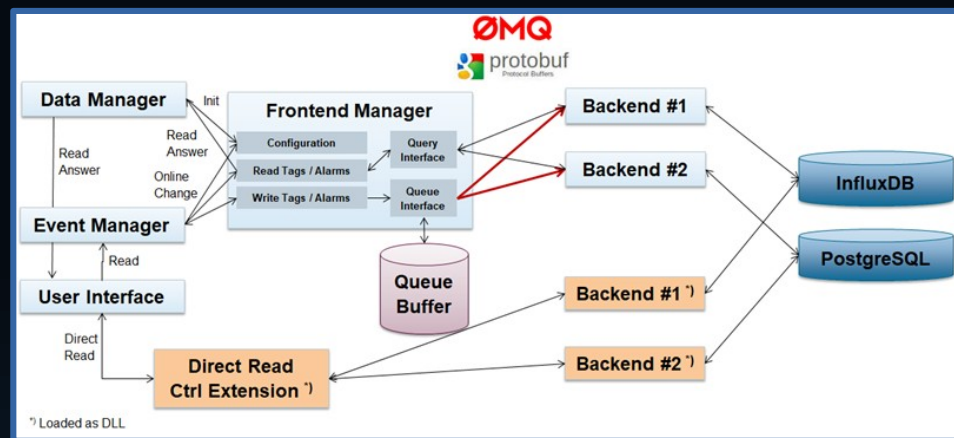 ØMQ
protobuf
Protocol Buffers
Data Manager
Init
Frontend Manager
Configuration
Read Tags / Alarms
Write Tags / Alarms
Query
Interface
Queue
Interface
Read
Answer
Read
Answer
Online
Change
Event Manager
Read
User Interface
Direct
Read
Queue
Buffer
Direct Read
Ctrl Extension *)
Backend #1
Backend #2
Backend #1 *)
Backend #2 *)
InfluxDB
PostgreSQL
*) Loaded as DLL